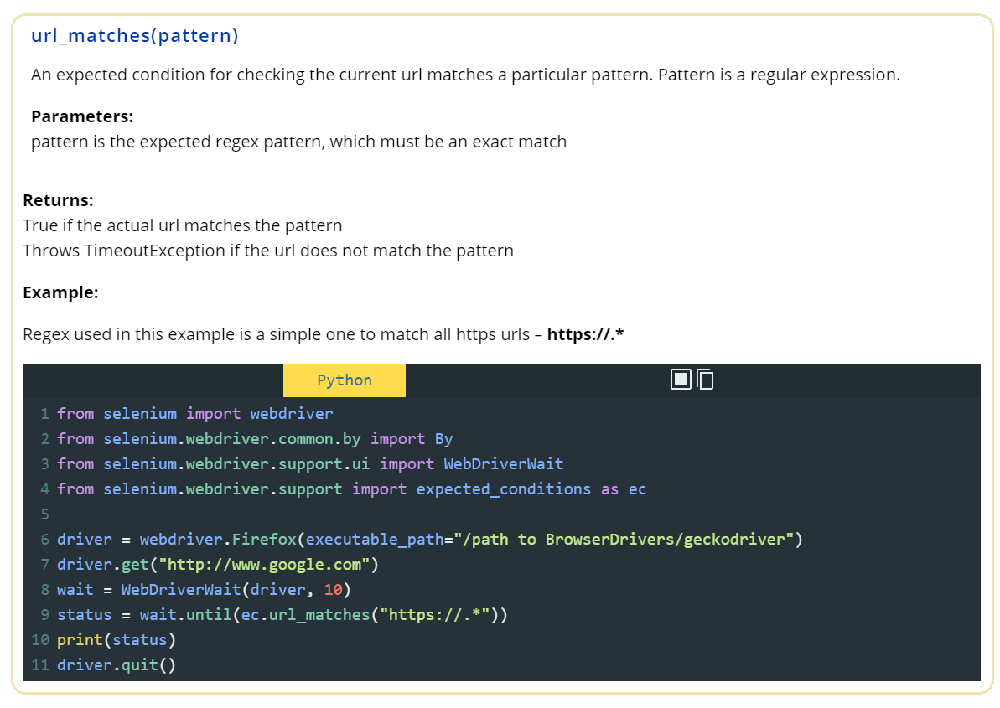 url_matches(pattern)
An expected condition for checking the current url matches a particular pattern. Pattern is a regular expression.
Parameters:
pattern is the expected regex pattern, which must be an exact match
Returns:
True if the actual url matches the pattern
Throws TimeoutException if the url does not match the pattern
Example:
Regex used in this example is a simple one to match all https urls – https://.*
Python
1 from selenium import webdriver
2 from selenium.webdriver.common.by import By
3 from selenium.webdriver.support.ui import WebDriverWait
4 from selenium.webdriver.support import expected_conditions as ec
5
6 driver = webdriver.Firefox(executable_path="/path to BrowserDrivers/geckodriver")
7 driver.get("http://www.google.com")
8 wait = WebDriverWait(driver, 10)
9 status = wait.until(ec.url_matches("https://.*"))
10 print(status)
11 driver.quit()